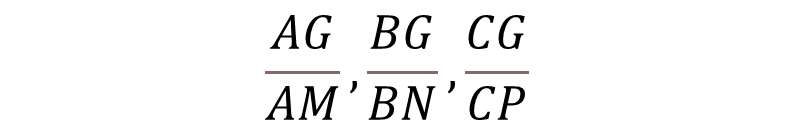 AG/AM, BG/BN, CG/CP